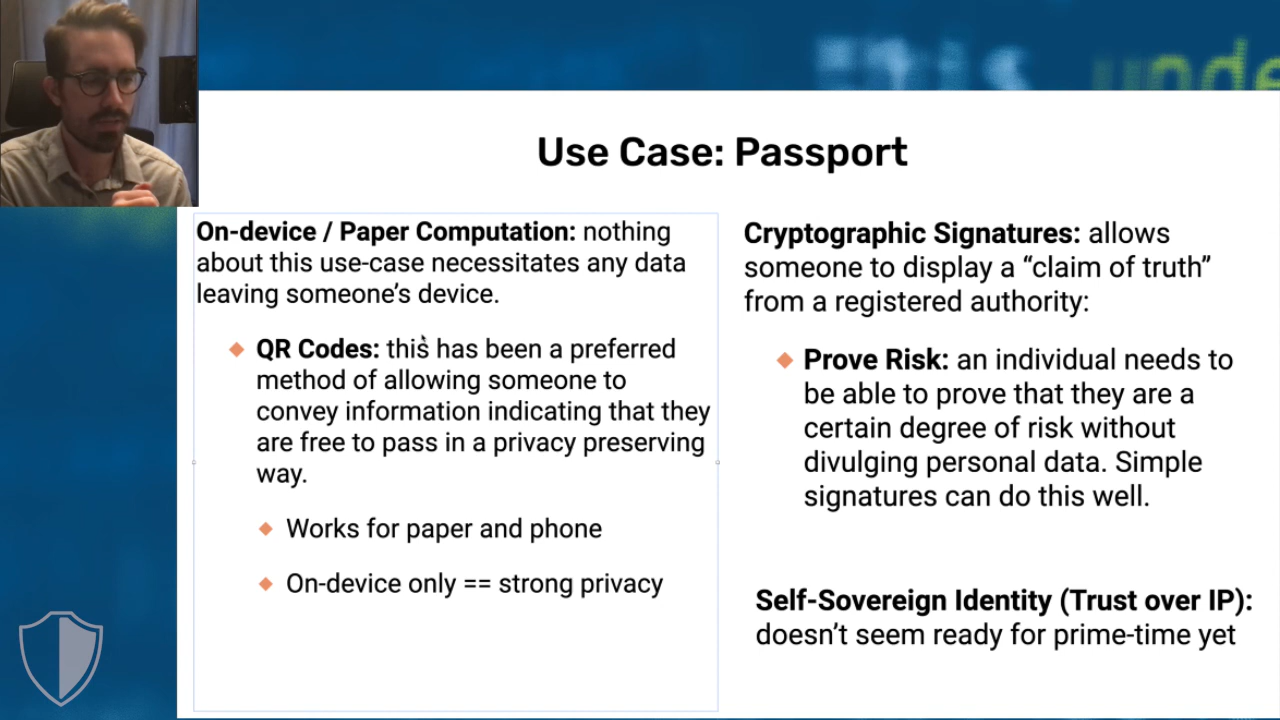 unde
Use Case: Passport
On-device / Paper Computation: nothing
about this use-case necessitates any data
leaving someone’s device.
QR Codes: this has been a preferred
method of allowing someone to
convey information indicating that they
are free to pass in a privacy preserving
way.
Works for paper and phone
On-device only == strong privacy
Cryptographic Signatures: allows
someone to display a “claim of truth”
from a registered authority:
Prove Risk: an individual needs to
be able to prove that they are a
certain degree of risk without
divulging personal data. Simple
signatures can do this well.
Self-Sovereign Identity (Trust over IP):
doesn’t seem ready for prime-time yet